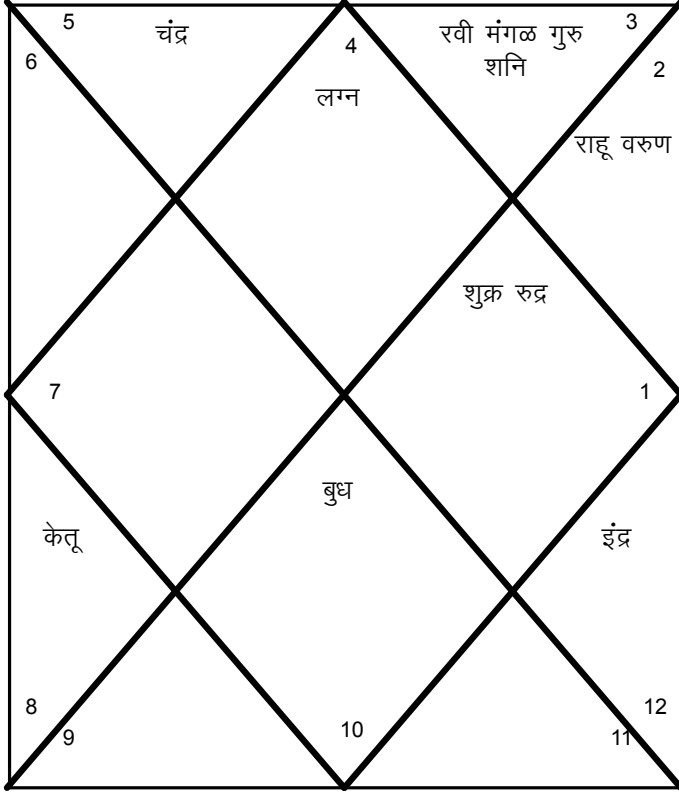 5
चंद्र
4
रवी मंगळ गुरु
3
शनि
6
2
लग्न
राहू वरुण
शुक्र रुद्र
7
1
बुध
केतू
इंद्र
8
12
9
10
11